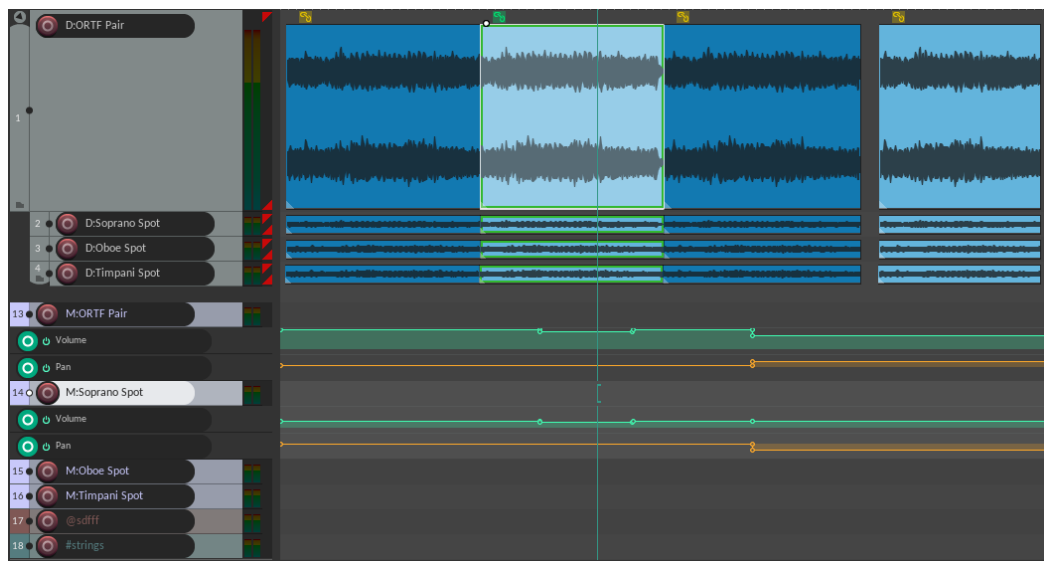 D:ORTF Pair
1
2 D:Soprano Spot
3 D:Oboe Spot
4 D:Timpani Spot
13 M:ORTF Pair
Volume
Pan
14 M:Soprano Spot
Volume
Pan
15 M:Oboe Spot
16 M:Timpani Spot
17 @sdfff
18 #strings